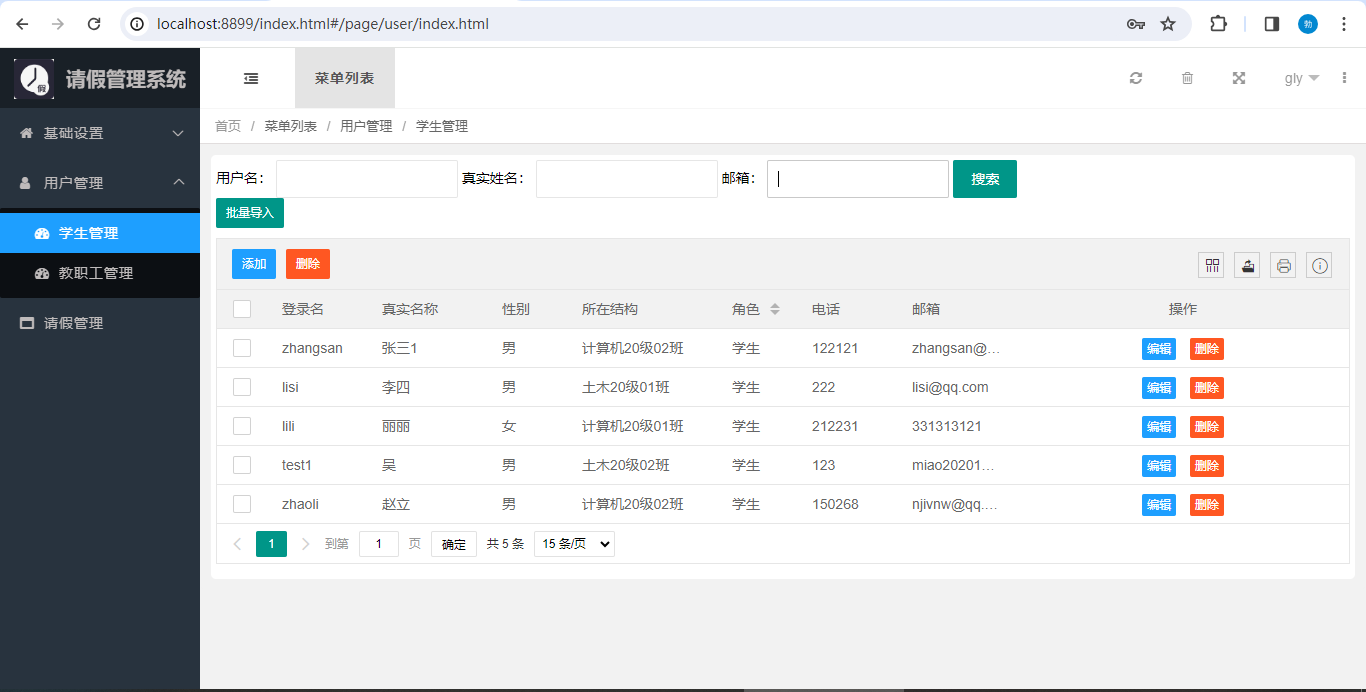 localhost:8899/index.html#/page/user/index.html
勃
假
请假管理系统
菜单列表
gly
基础设置
用户管理
学生管理
教职工管理
请假管理
首页 / 菜单列表 / 用户管理 / 学生管理
用户名： 真实姓名： 邮箱： 搜索
批量导入
添加 删除
登录名 真实名称 性别 所在结构 角色 电话 邮箱 操作
zhangsan 张三1 男 计算机20级02班 学生 122121 zhangsan@... 编辑 删除
lisi 李四 男 土木20级01班 学生 222 lisi@qq.com 编辑 删除
lili 丽丽 女 计算机20级01班 学生 212231 331313121 编辑 删除
test1 吴 男 土木20级02班 学生 123 miao20201... 编辑 删除
zhaoli 赵立 男 计算机20级02班 学生 150268 njivnw@qq.... 编辑 删除
1 到第 1 页 确定 共 5 条 15 条/页